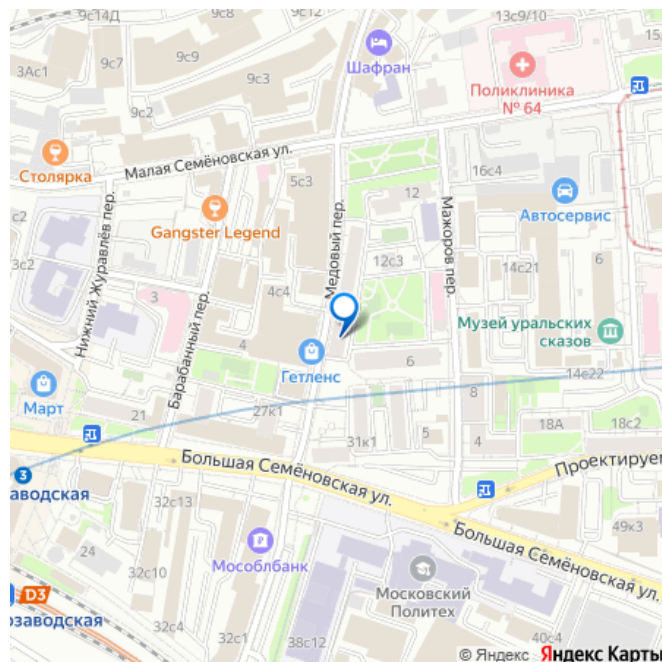 9с14Д
9с8
9с12
13с9/10
3Ас1
9с7
9с3
Шафран
Поликлиника
№ 64
15/
9с2
Столярка
Малая Семёновская ул.
5с3
16с4
Автосервис
с2
Gangster Legend
Медовый пер.
12
Мажоров пер.
3с2
Нижний Журавлёв пер.
12с3
14с21
6
3
4с4
Барабанный пер.
4
Музей уральских
сказов
Гетленс
6
14с22
Март
21
27к1
8
18А
18с2
31к1
5
4
3
заводская
Большая Семёновская ул.
Проектируем
32с13
49к3
24
Мособлбанк
Большая Семёновская ул.
32с10
Московский
Политех
D3
озаводская
32с4
32с1
38с12
40с4
© Яндекс Яндекс Карты